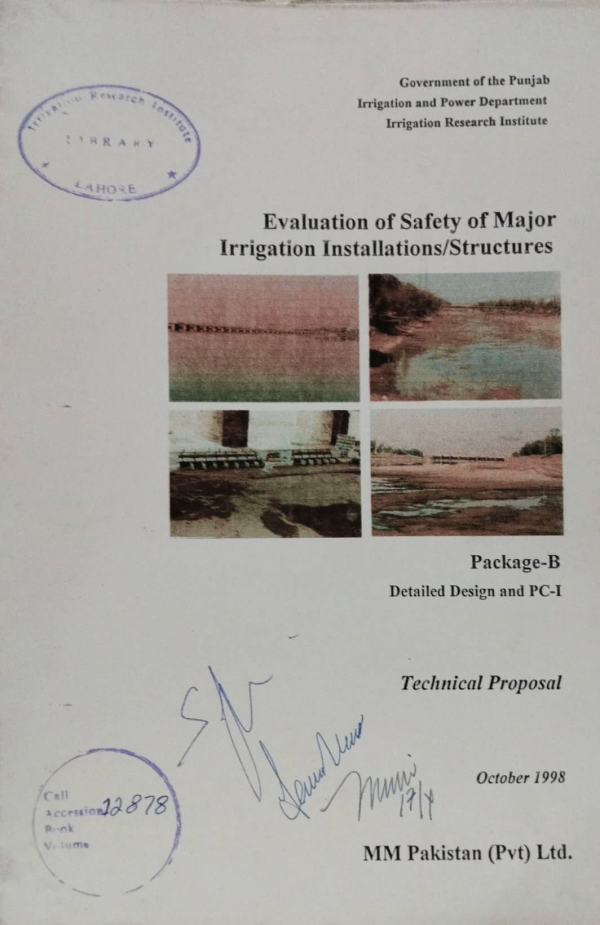 Irrigation Research Institute
LIBRARY
LAHORE
Government of the Punjab
Irrigation and Power Department
Irrigation Research Institute
Evaluation of Safety of Major
Irrigation Installations/Structures
Package-B
Detailed Design and PC-I
Technical Proposal
October 1998
17/4
Call
Accession 12878
Book
Volume
MM Pakistan (Pvt) Ltd.